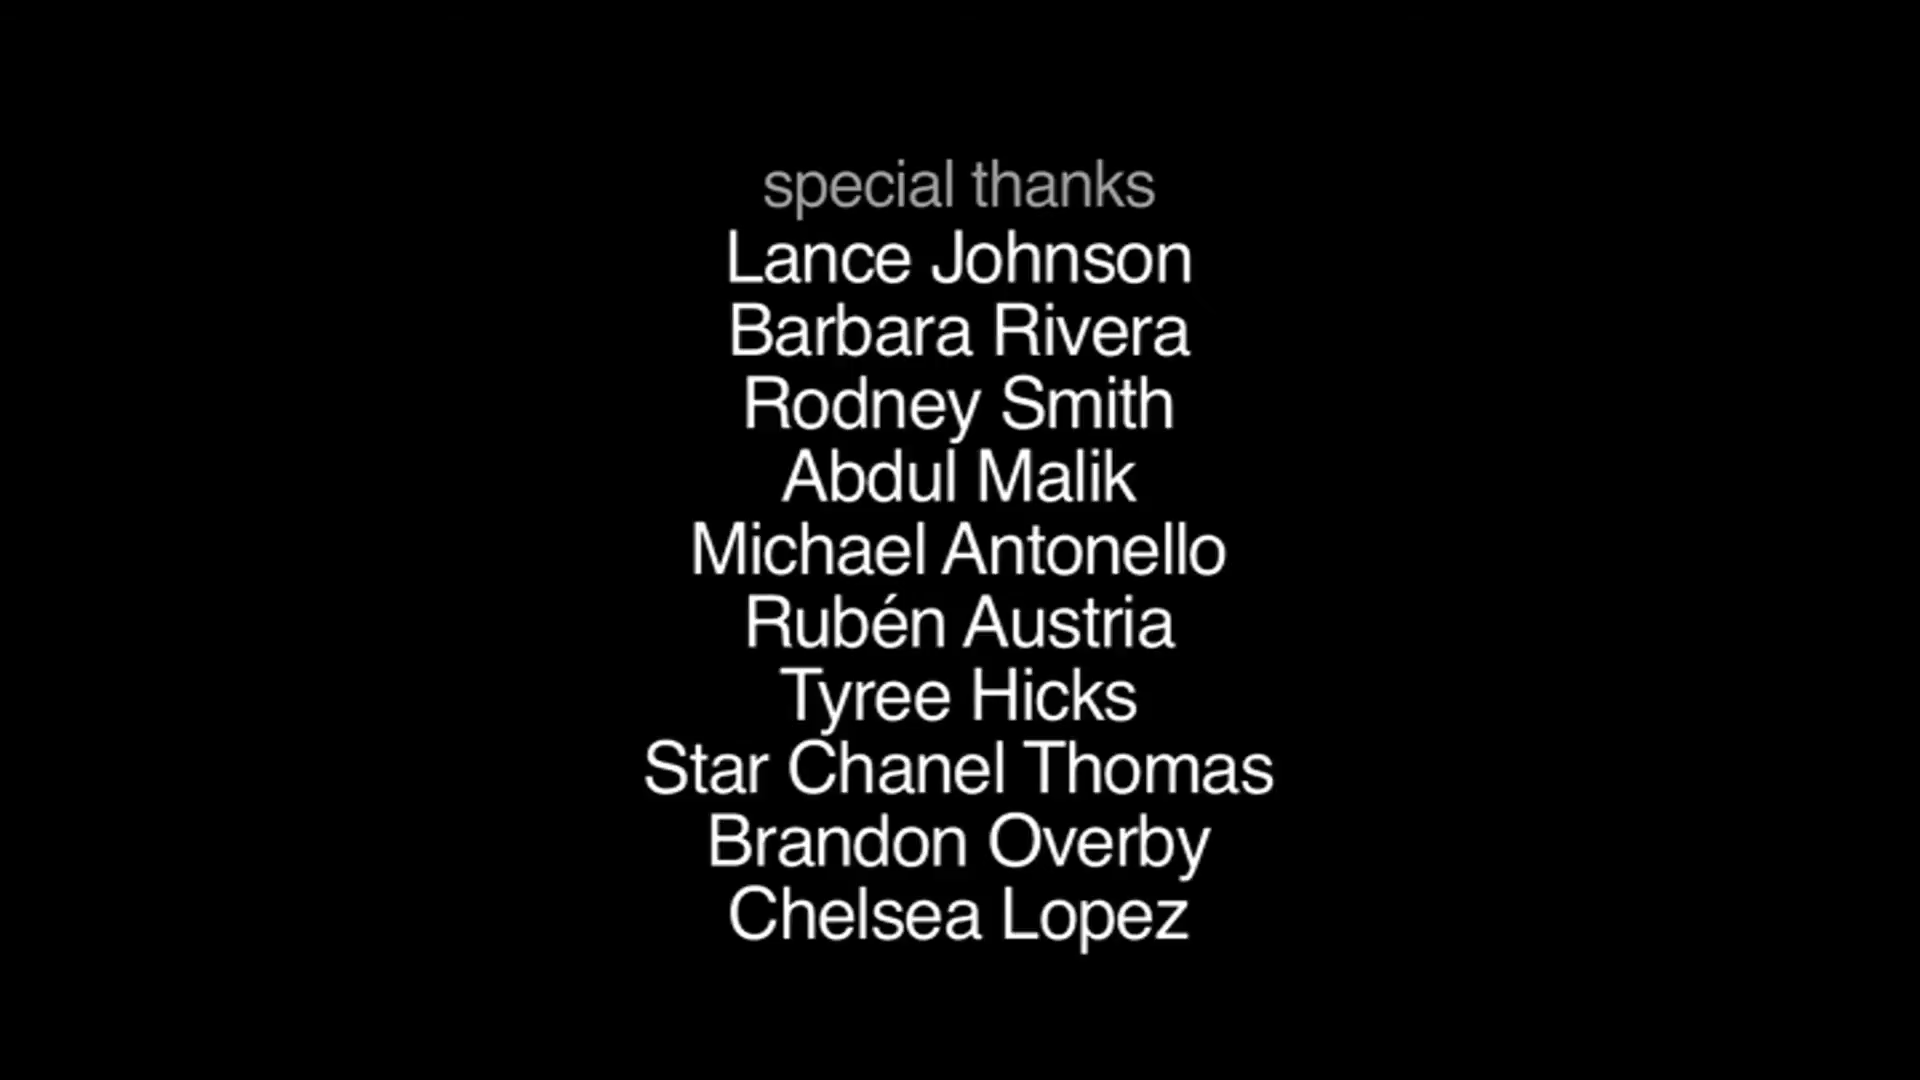 special thanks
Lance Johnson
Barbara Rivera
Rodney Smith
Abdul Malik
Michael Antonello
Rubén Austria
Tyree Hicks
Star Chanel Thomas
Brandon Overby
Chelsea Lopez